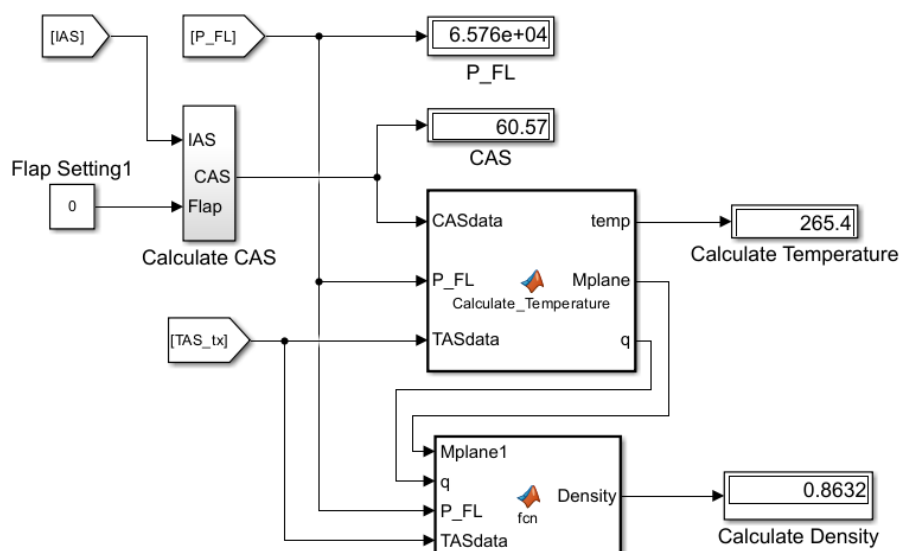 [IAS]
[P_FL]
6.576e+04
P_FL
60.57
CAS
IAS
CAS
Flap
Calculate CAS
Flap Setting1
0
CASdata
P_FL
TASdata
temp
Mplane
q
Calculate_Temperature
265.4
Calculate Temperature
[TAS_tx]
Mplane1
q
P_FL
TASdata
Density
fcn
0.8632
Calculate Density